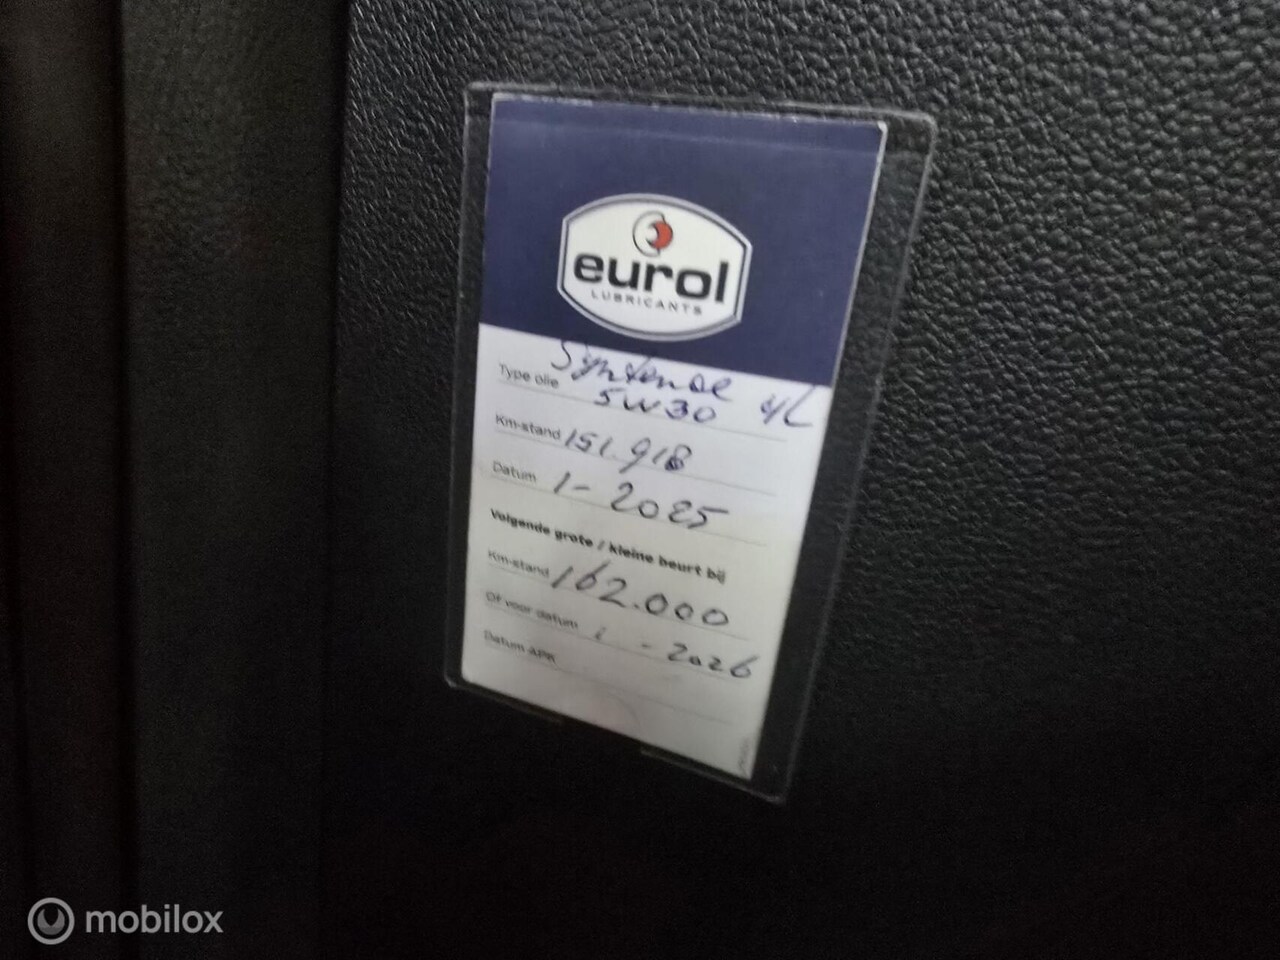 eurol
LUBRICANTS
Type olie Syntence
5W30 4L
Km-stand 151.918
Datum 1-2025
Volgende grote / kleine beurt bij
Km-stand 162.000
Of voor datum 1 - 2026
Datum APK
mobilox